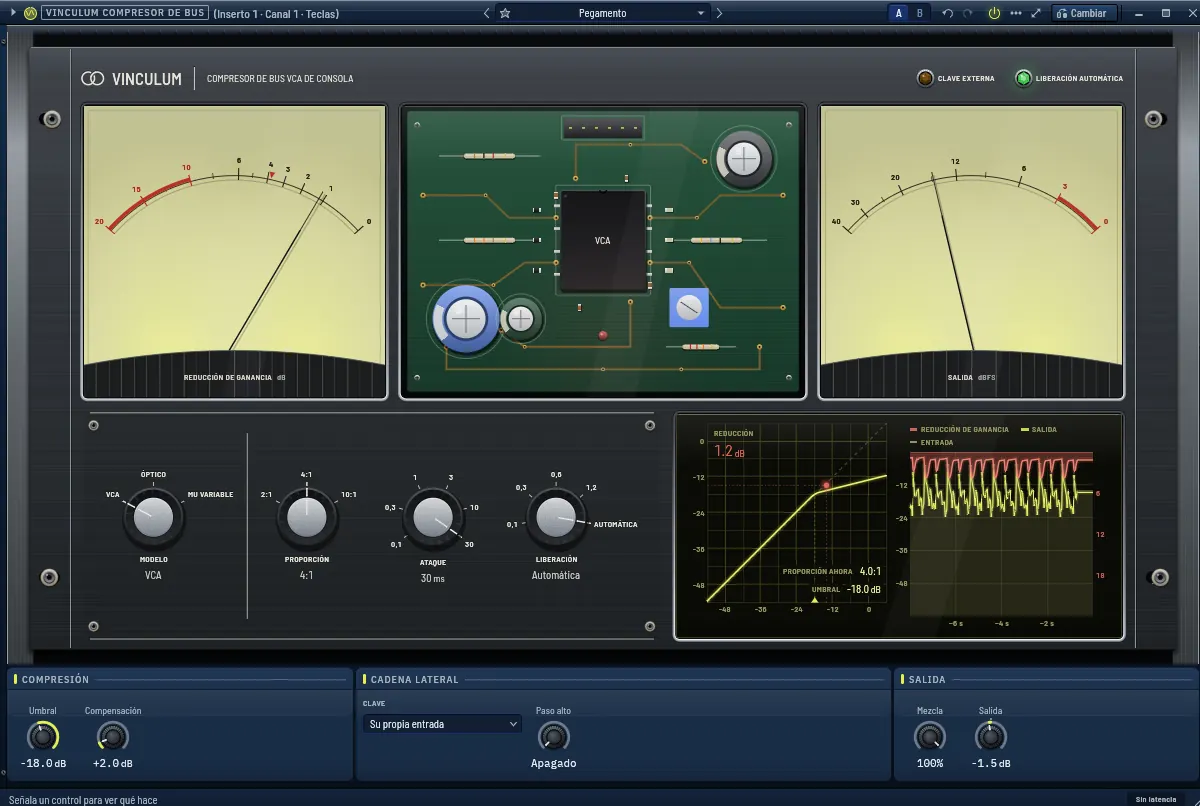 VINCULUM COMPRESOR DE BUS (Inserto 1 · Canal 1 · Teclas)
Pegamento
A B
Cambiar
VINCULUM COMPRESOR DE BUS VCA DE CONSOLA
CLAVE EXTERNA LIBERACIÓN AUTOMÁTICA
20 15 10 6 4 3 2 1 0
REDUCCIÓN DE GANANCIA dB
VCA
40 30 20 12 6 3 0
SALIDA dBFS
VCA ÓPTICO MU VARIABLE
MODELO
VCA
2:1 4:1 10:1
PROPORCIÓN
4:1
0,1 0,3 1 3 10 30
ATAQUE
30 ms
0,1 0,3 0,6 1,2 AUTOMÁTICA
LIBERACIÓN
Automática
REDUCCIÓN
1.2 dB
0
-12
-24
-36
-48
PROPORCIÓN AHORA 4.0:1
UMBRAL -18.0 dB
-48 -36 -24 -12 0
REDUCCIÓN DE GANANCIA SALIDA
ENTRADA
-12
-24
-36
-48
6
12
18
-6 s -4 s -2 s
COMPRESIÓN
Umbral Compensación
-18.0 dB +2.0 dB
CADENA LATERAL
CLAVE
Su propia entrada
Paso alto
Apagado
SALIDA
Mezcla Salida
100% -1.5 dB
Señala un control para ver qué hace
Sin latencia